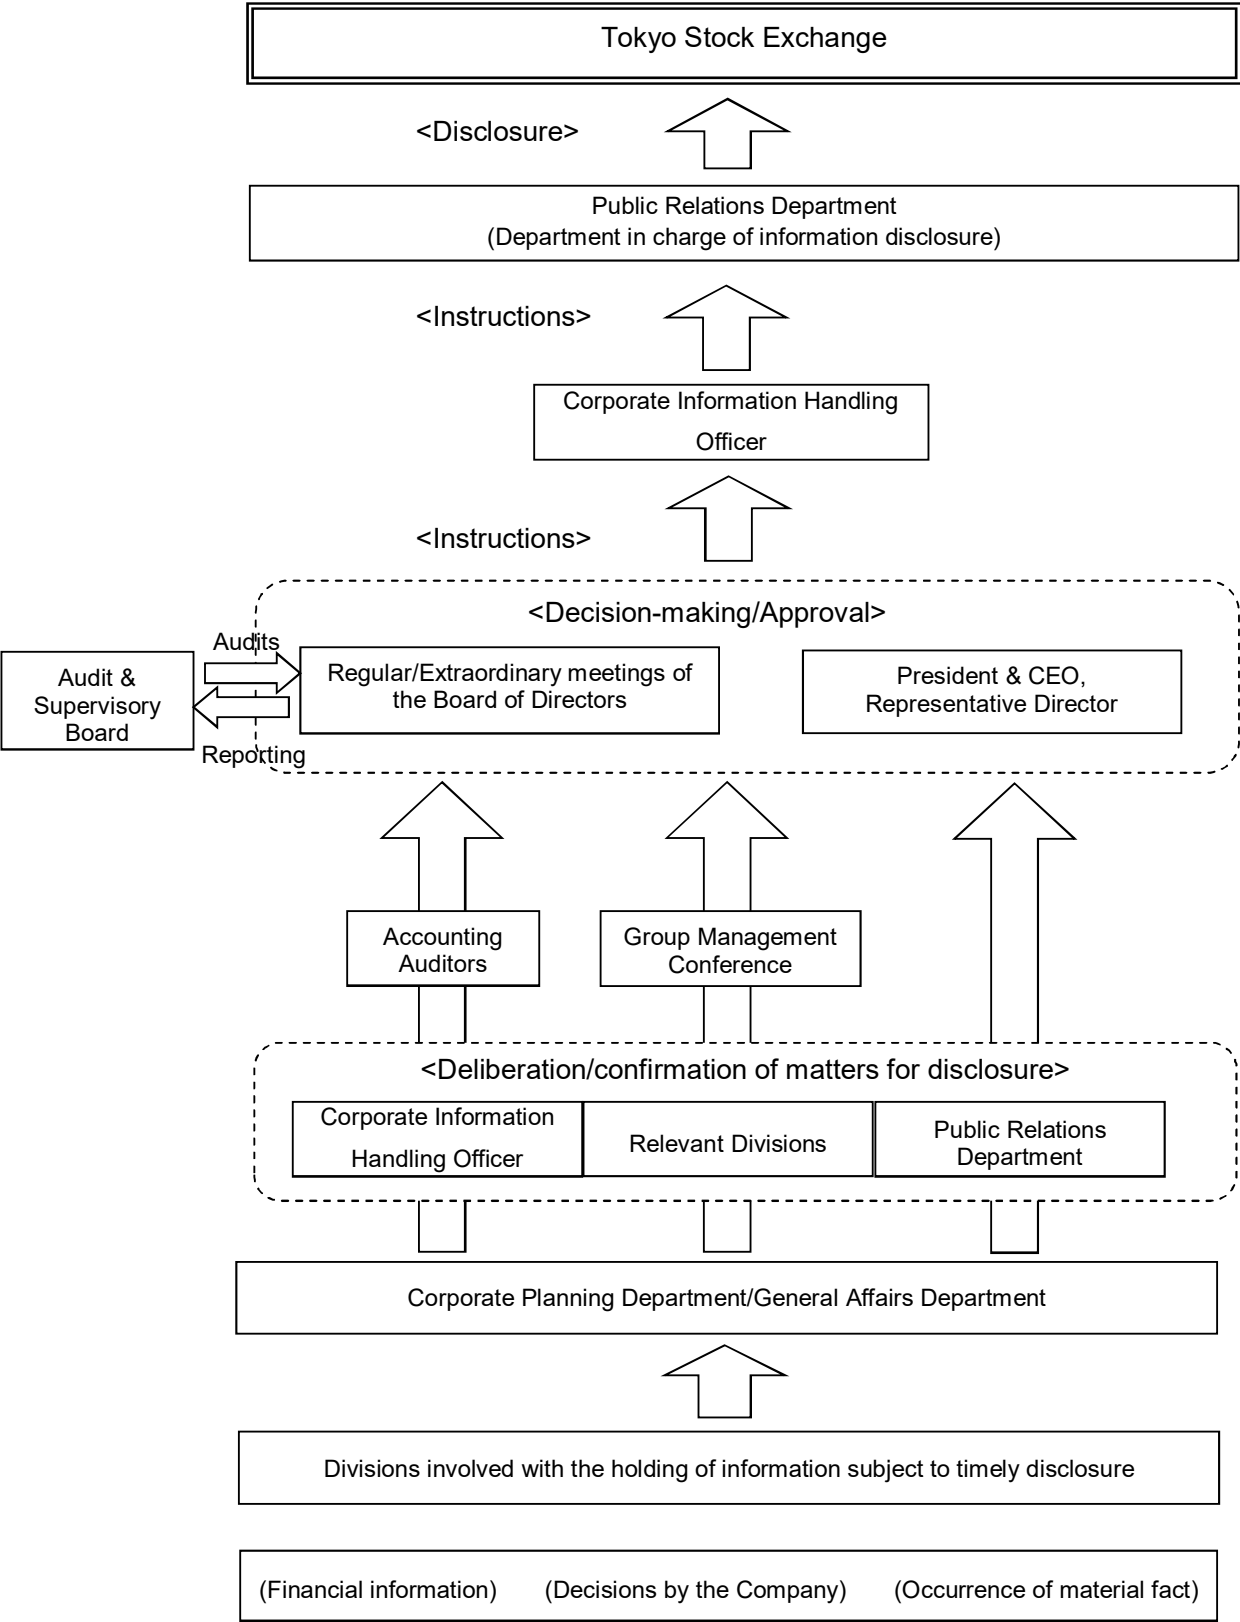 Tokyo Stock Exchange
<Disclosure>
Public Relations Department
(Department in charge of information disclosure)
<Instructions>
Corporate Information Handling
Officer
<Instructions>
<Decision-making/Approval>
Audits
Audit &
Supervisory
Board
Reporting
Regular/Extraordinary meetings of
the Board of Directors
President & CEO,
Representative Director
Accounting
Auditors
Group Management
Conference
<Deliberation/confirmation of matters for disclosure>
Corporate Information
Handling Officer
Relevant Divisions
Public Relations
Department
Corporate Planning Department/General Affairs Department
Divisions involved with the holding of information subject to timely disclosure
(Financial information) (Decisions by the Company) (Occurrence of material fact)